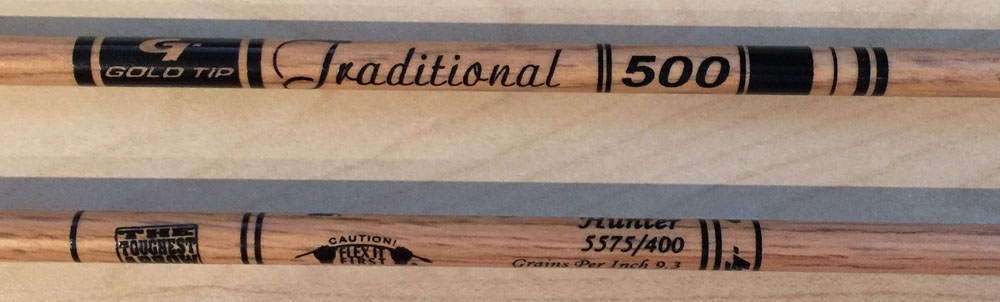 G
GOLD TIP
Traditional
500
THE
TOUGHEST
ARROW
CAUTION!
FLEX IT
FIRST
Hunter
5575/400
Grains Per Inch 9.3